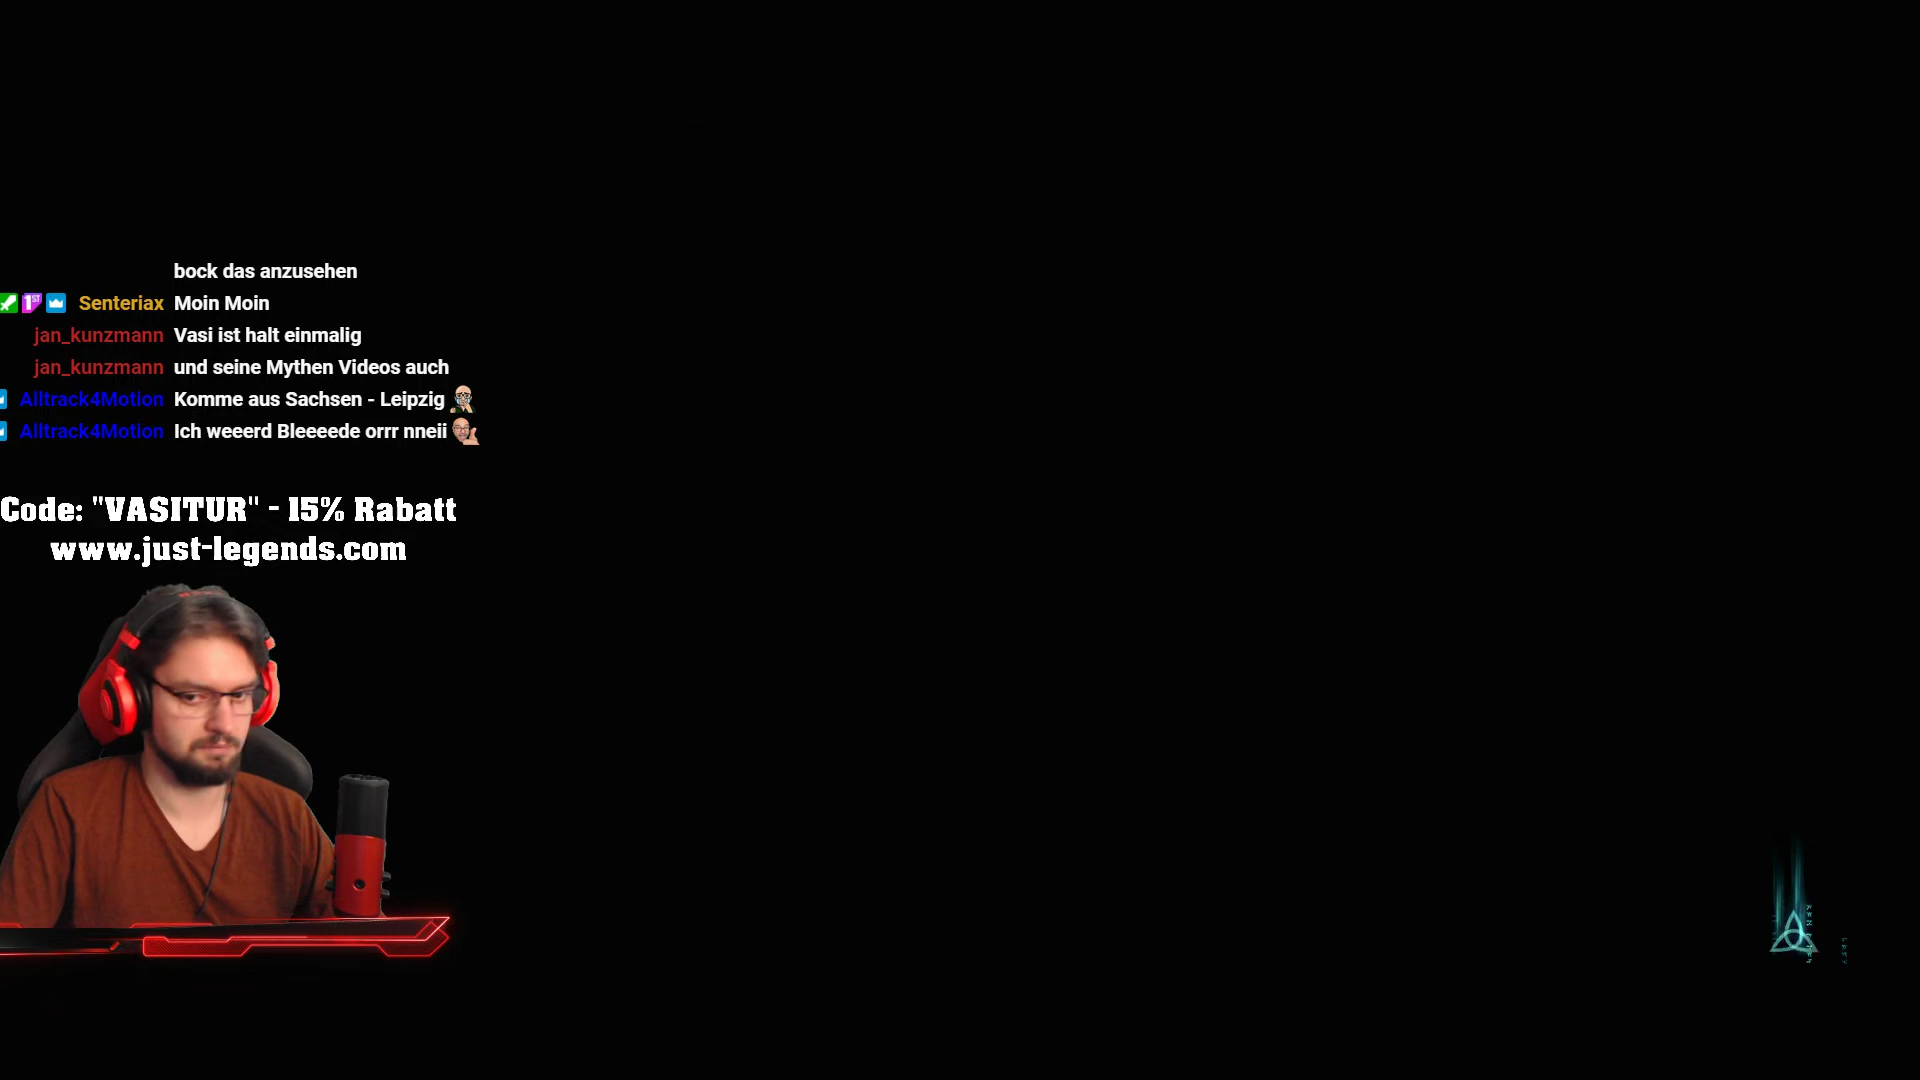 bock das anzusehen
1ST Senteriax Moin Moin
jan_kunzmann Vasi ist halt einmalig
jan_kunzmann und seine Mythen Videos auch
Alltrack4Motion Komme aus Sachsen - Leipzig
Alltrack4Motion Ich weeerd Bleeeede orrr nneii
Code: "VASITUR" - 15% Rabatt
www.just-legends.com